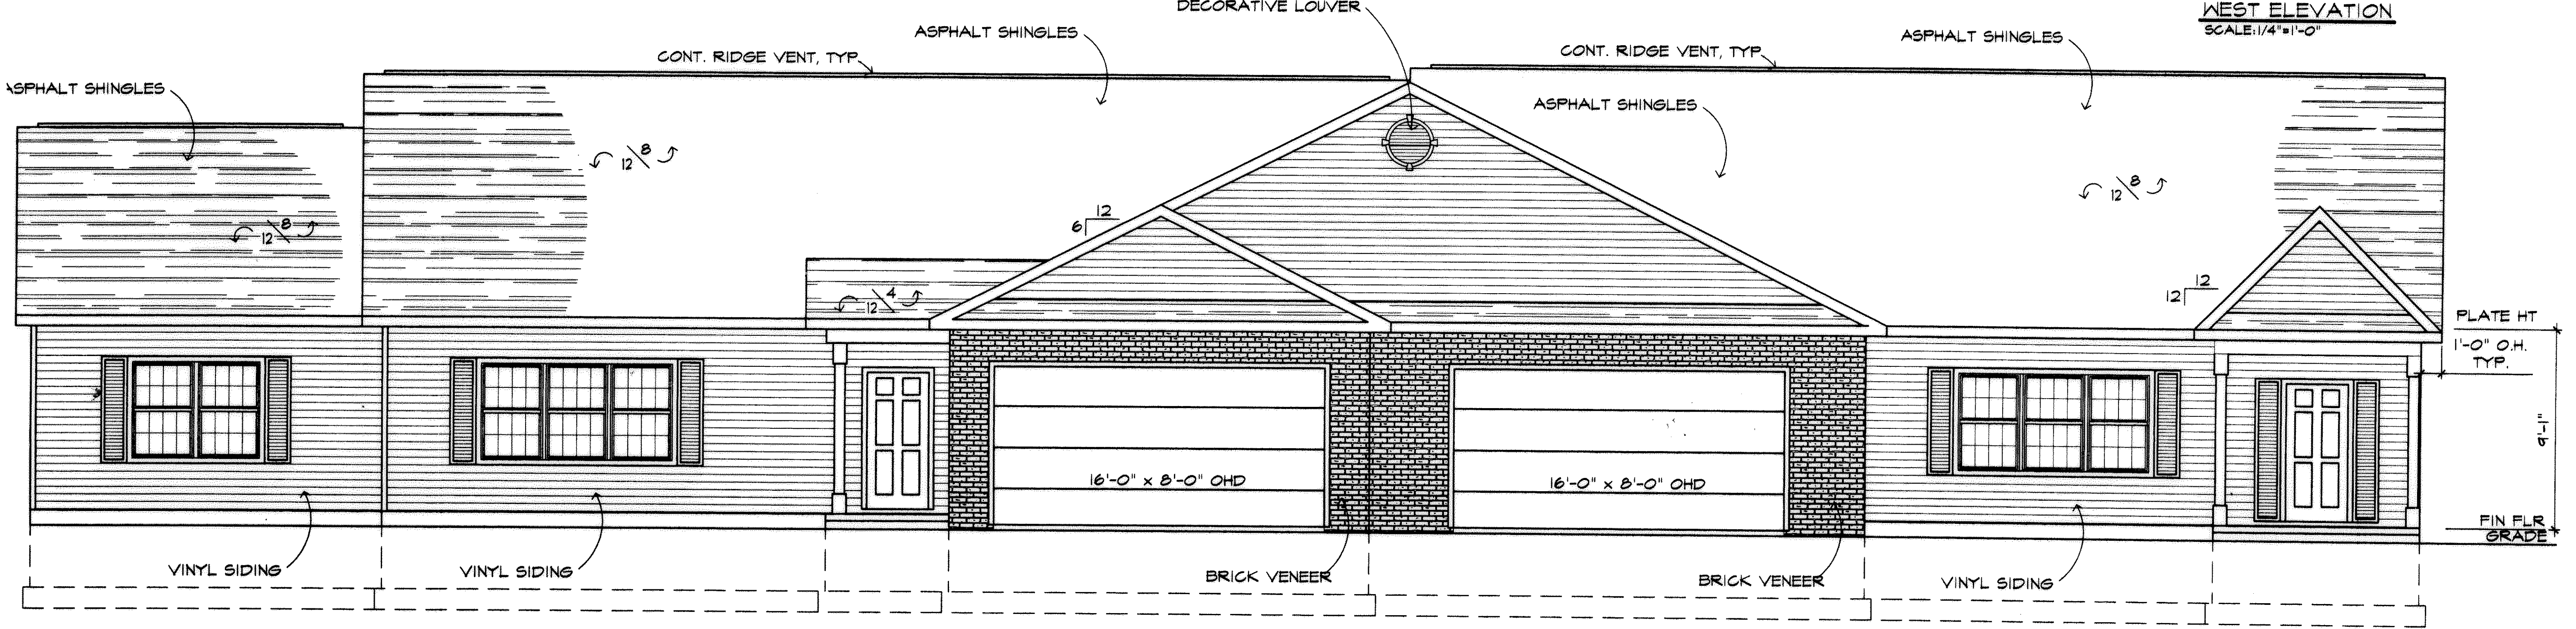 DECORATIVE LOUVER
WEST ELEVATION
SCALE:1/4"=1'-0"
ASPHALT SHINGLES
ASPHALT SHINGLES
CONT. RIDGE VENT, TYP.
CONT. RIDGE VENT, TYP.
ASPHALT SHINGLES
ASPHALT SHINGLES
8
12
8
12
8
12
12
6
4
12
12
12
PLATE HT
1'-0" O.H.
TYP.
9'-1"
16'-0" x 8'-0" OHD
16'-0" x 8'-0" OHD
FIN FLR
GRADE
VINYL SIDING
VINYL SIDING
BRICK VENEER
BRICK VENEER
VINYL SIDING